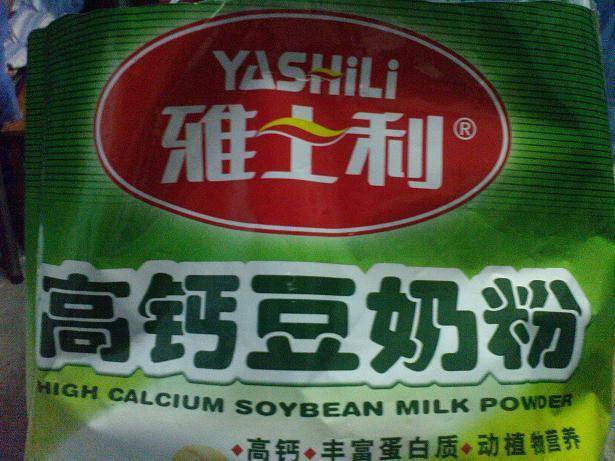 YASHiLi
雅士利®
高钙豆奶粉
HIGH CALCIUM SOYBEAN MILK POWDER
♦高钙♦丰富蛋白质♦动植物营养